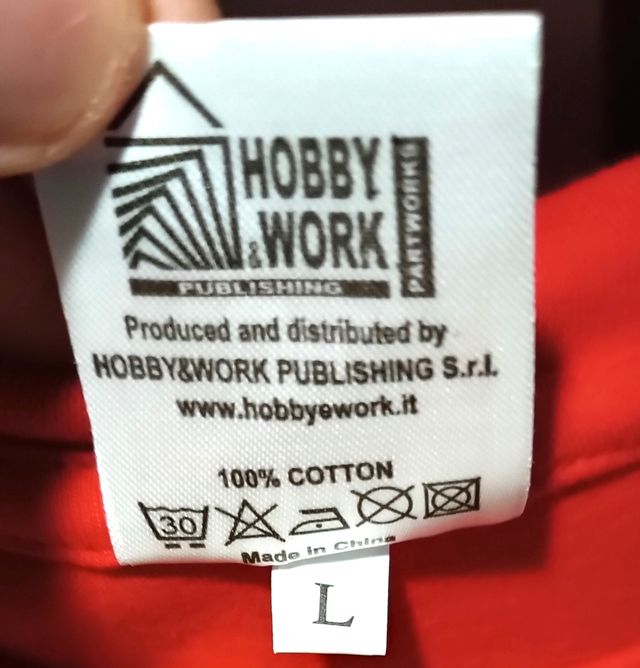 HOBBY
&WORK
PARTWORKS
PUBLISHING
Produced and distributed by
HOBBY&WORK PUBLISHING S.r.l.
www.hobbyework.it
100% COTTON
30
Made in China
L